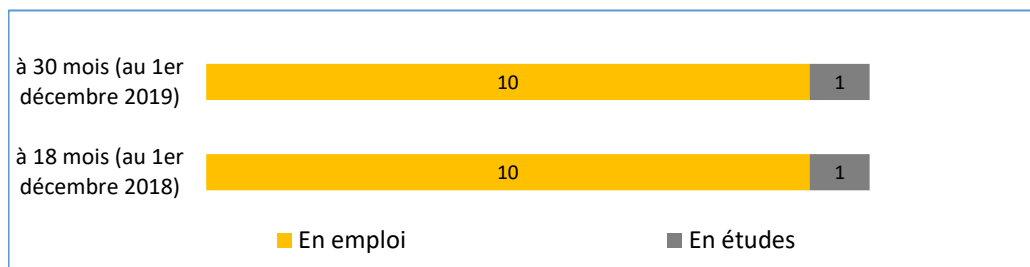 à 30 mois (au 1er
décembre 2019)
10
1
à 18 mois (au 1er
décembre 2018)
10
1
En emploi
En études